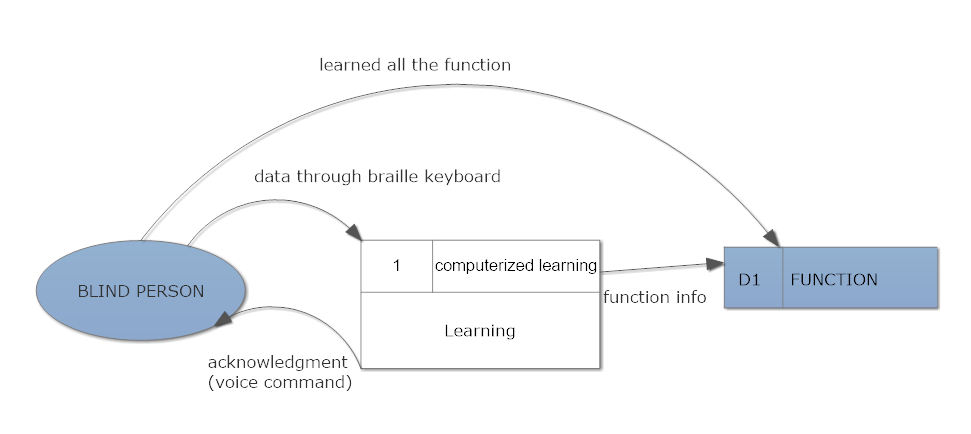 learned all the function
data through braille keyboard
BLIND PERSON
1
computerized learning
Learning
D1
FUNCTION
function info
acknowledgment
(voice command)